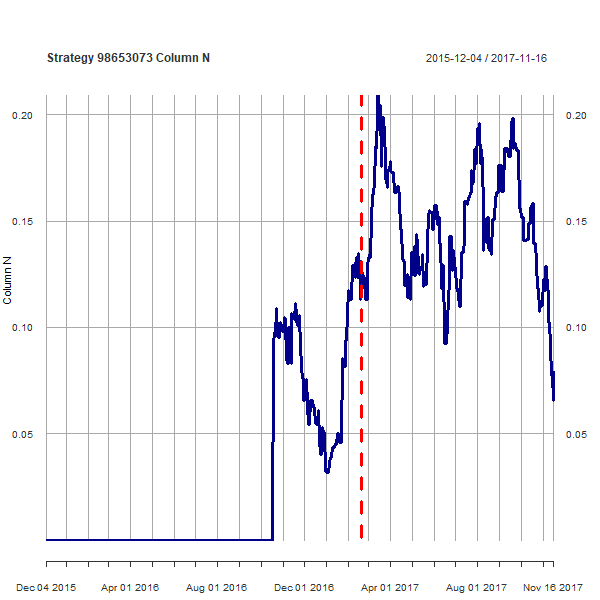 Strategy 98653073 Column N
2015-12-04 / 2017-11-16
0.20 0.20
0.15 0.15
Column N
0.10 0.10
0.05 0.05
Dec 04 2015 Apr 01 2016 Aug 01 2016 Dec 01 2016 Apr 01 2017 Aug 01 2017 Nov 16 2017